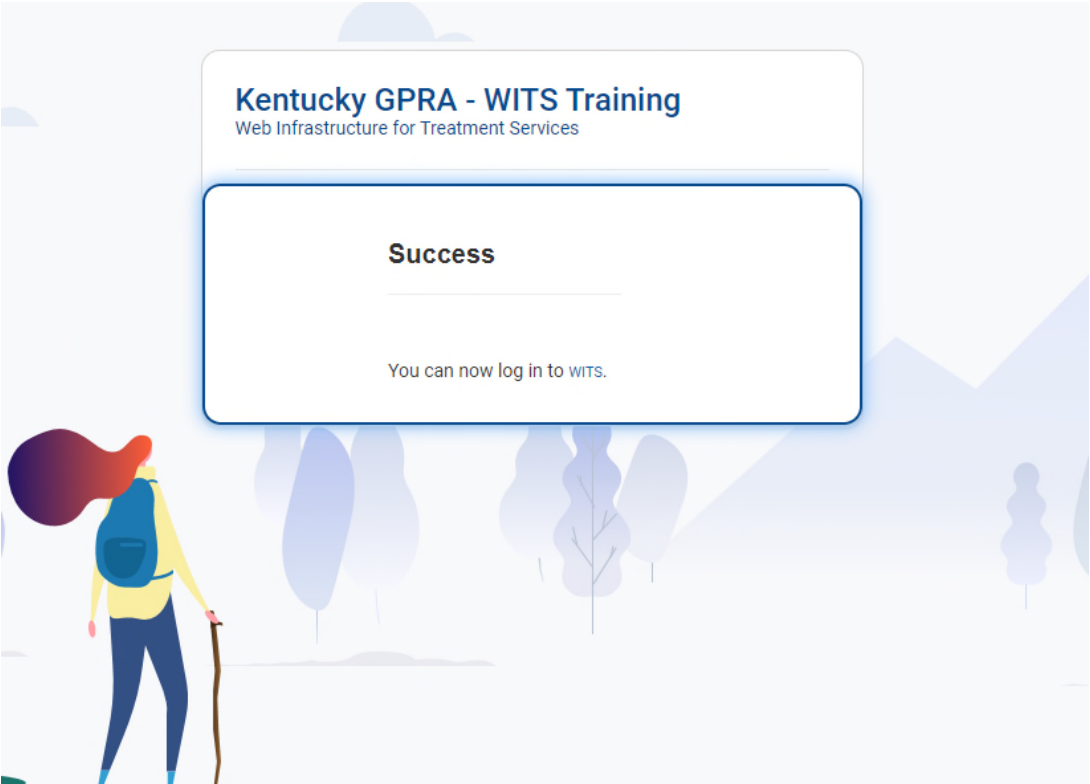 Kentucky GPRA - WITS Training
Web Infrastructure for Treatment Services
Success
You can now log in to WITS.